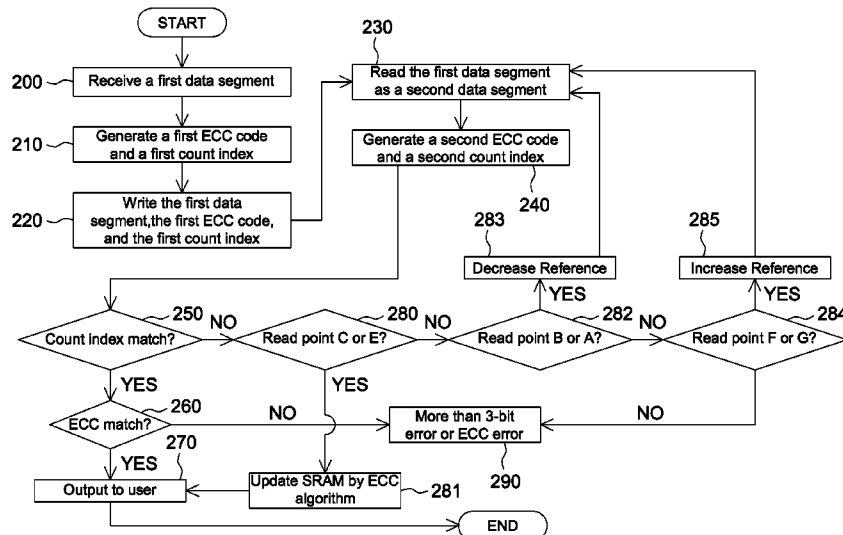 START
200
Receive a first data segment
210
Generate a first ECC code
and a first count index
220
Write the first data
segment,the first ECC code,
and the first count index
230
Read the first data segment
as a second data segment
Generate a second ECC code
and a second count index
240
283
Decrease Reference
YES
285
Increase Reference
YES
250
Count index match?
NO
280
Read point C or E?
NO
282
Read point B or A?
NO
284
Read point F or G?
YES
YES
260
ECC match?
NO
More than 3-bit
error or ECC error
NO
290
YES
270
Output to user
Update SRAM by ECC
algorithm
281
END